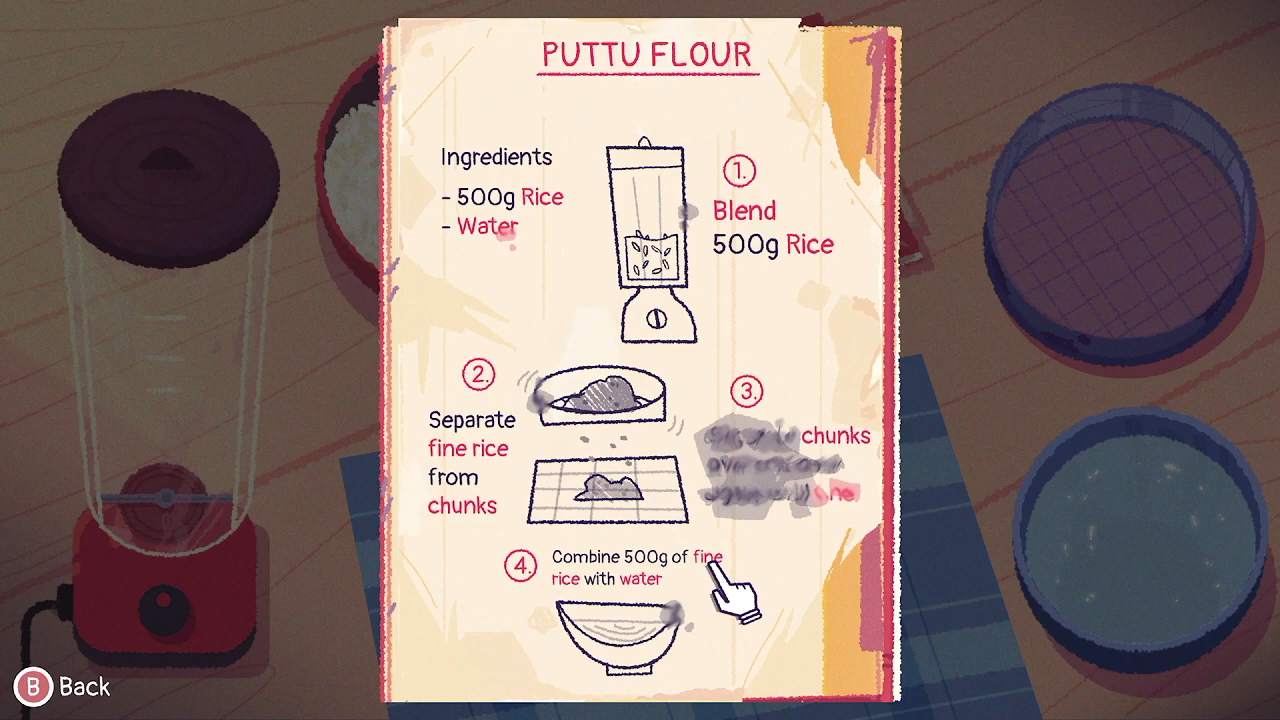 PUTTU FLOUR
Ingredients
- 500g Rice
- Water
1.
Blend
500g Rice
2.
Separate
fine rice
from
chunks
3.
chunks
4.
Combine 500g of fine
rice with water
B Back